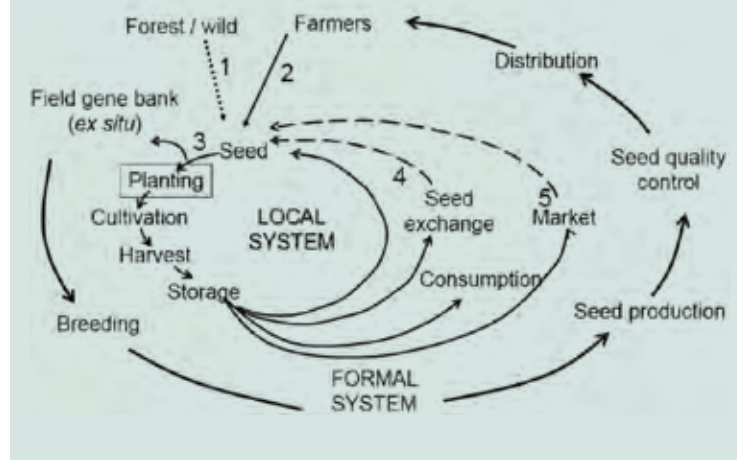 Forest / wild
Farmers
1
2
Distribution
Field gene bank
(ex situ)
3
Seed
Seed quality
control
Planting
4
5
Seed
exchange
Market
Cultivation
LOCAL
SYSTEM
Harvest
Consumption
Storage
Breeding
Seed production
FORMAL
SYSTEM